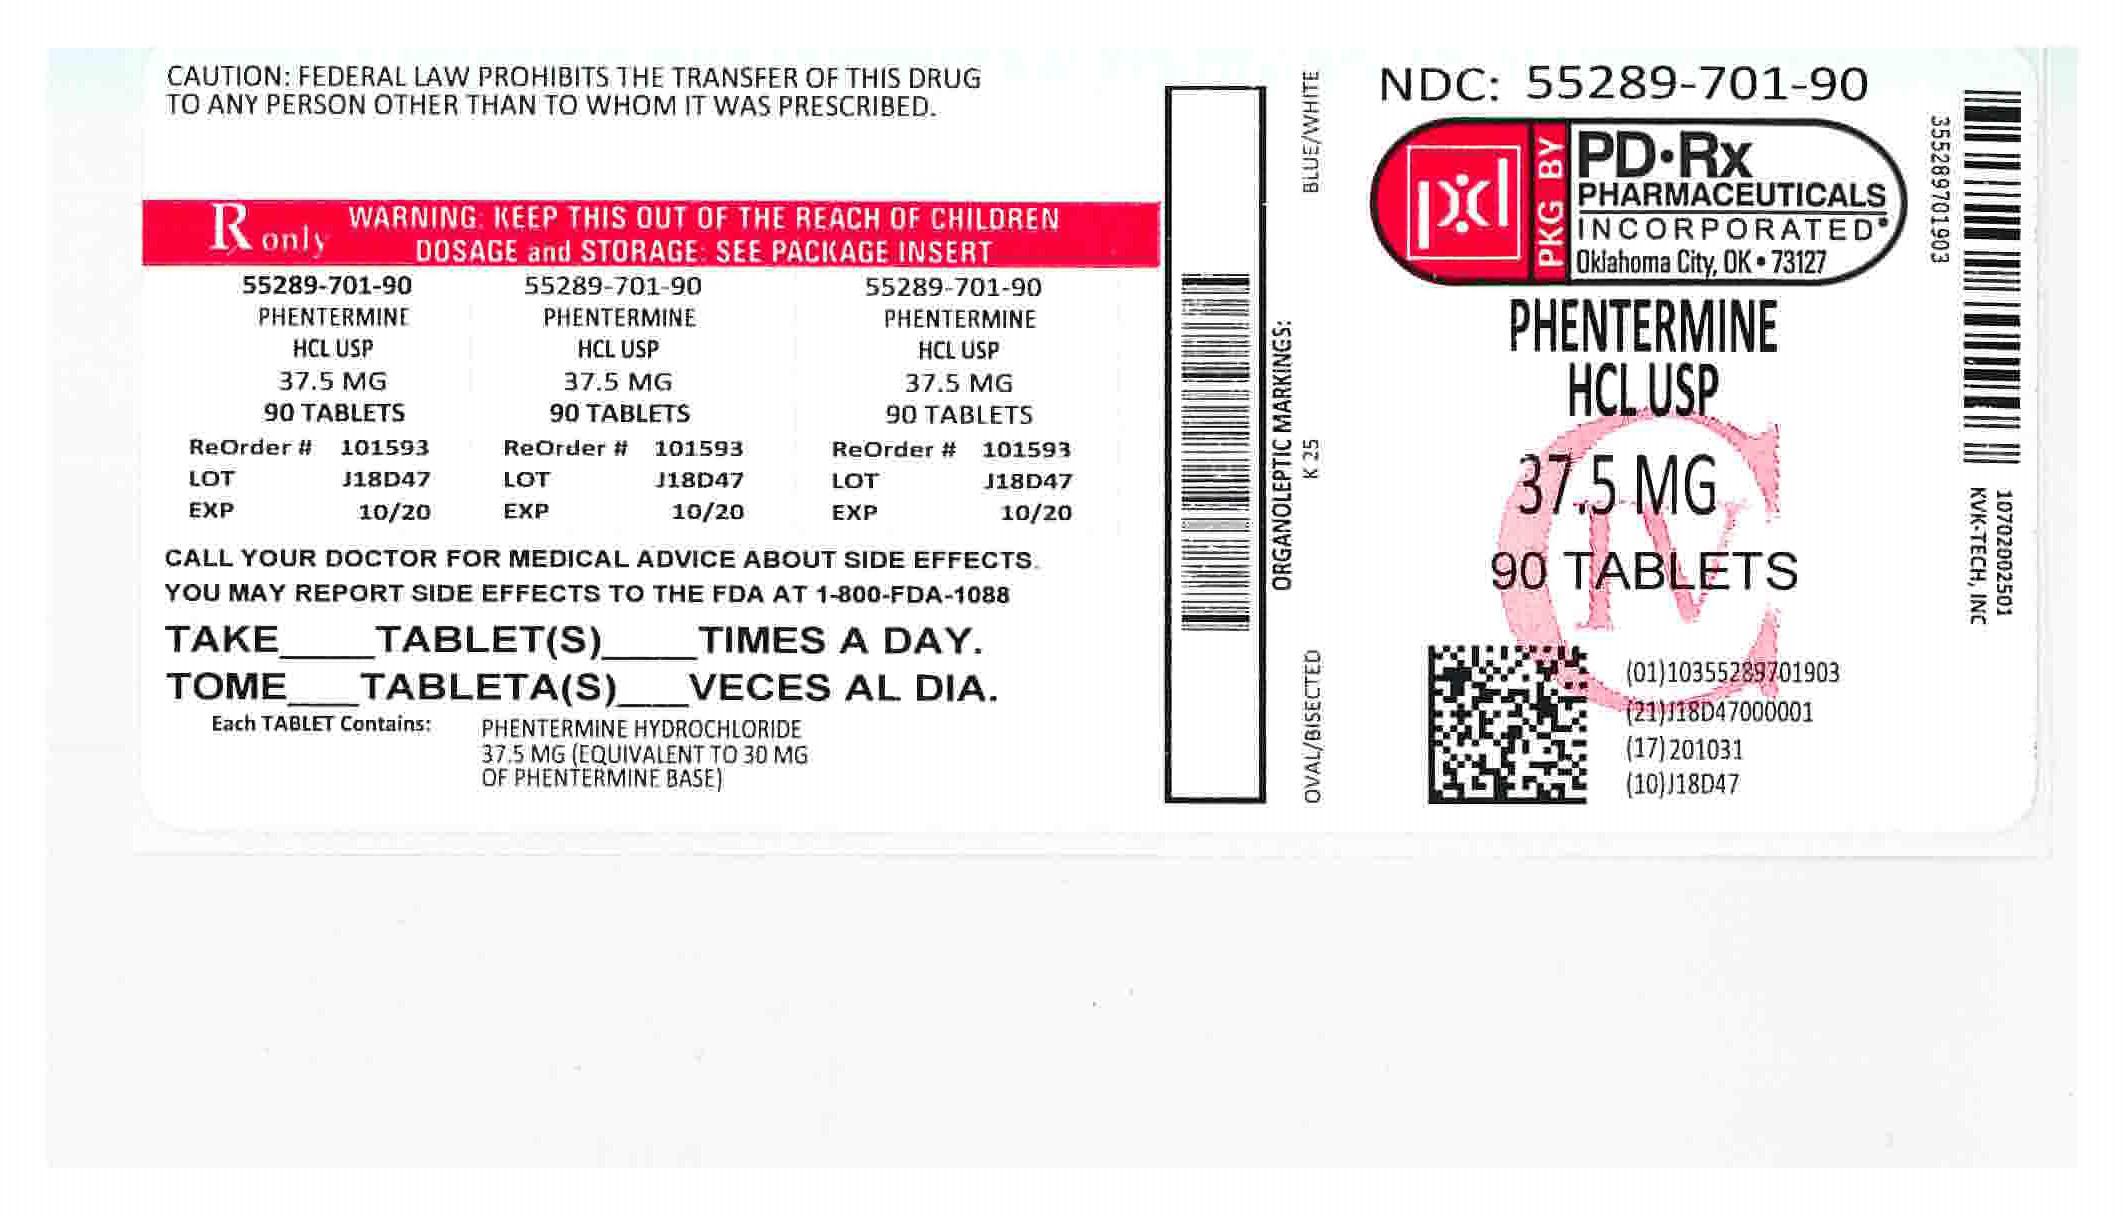 CAUTION: FEDERAL LAW PROHIBITS THE TRANSFER OF THIS DRUG
TO ANY PERSON OTHER THAN TO WHOM IT WAS PRESCRIBED.
Rx only
WARNING: KEEP THIS OUT OF THE REACH OF CHILDREN
DOSAGE and STORAGE: SEE PACKAGE INSERT
55289-701-90 55289-701-90 55289-701-90
PHENTERMINE PHENTERMINE PHENTERMINE
HCL USP HCL USP HCL USP
37.5 MG 37.5 MG 37.5 MG
90 TABLETS 90 TABLETS 90 TABLETS
ReOrder # 101593 ReOrder # 101593 ReOrder # 101593
LOT J18D47 LOT J18D47 LOT J18D47
EXP 10/20 EXP 10/20 EXP 10/20
CALL YOUR DOCTOR FOR MEDICAL ADVICE ABOUT SIDE EFFECTS.
YOU MAY REPORT SIDE EFFECTS TO THE FDA AT 1-800-FDA-1088
TAKE____TABLET(S)____TIMES A DAY.
TOME___TABLETA(S)___VECES AL DIA.
Each TABLET Contains: PHENTERMINE HYDROCHLORIDE
37.5 MG (EQUIVALENT TO 30 MG
OF PHENTERMINE BASE)
ORGANOLEPTIC MARKINGS:
OVAL/BISECTED K 25 BLUE/WHITE
NDC: 55289-701-90
pd
PKG BY
PD•Rx
PHARMACEUTICALS
INCORPORATED®
Oklahoma City, OK • 73127
PHENTERMINE
HCL USP
37.5 MG
90 TABLETS
CIV
(01)10355289701903
(21)J18D47000001
(17)201031
(10)J18D47
355289701903
10702002501
KVK-TECH, INC